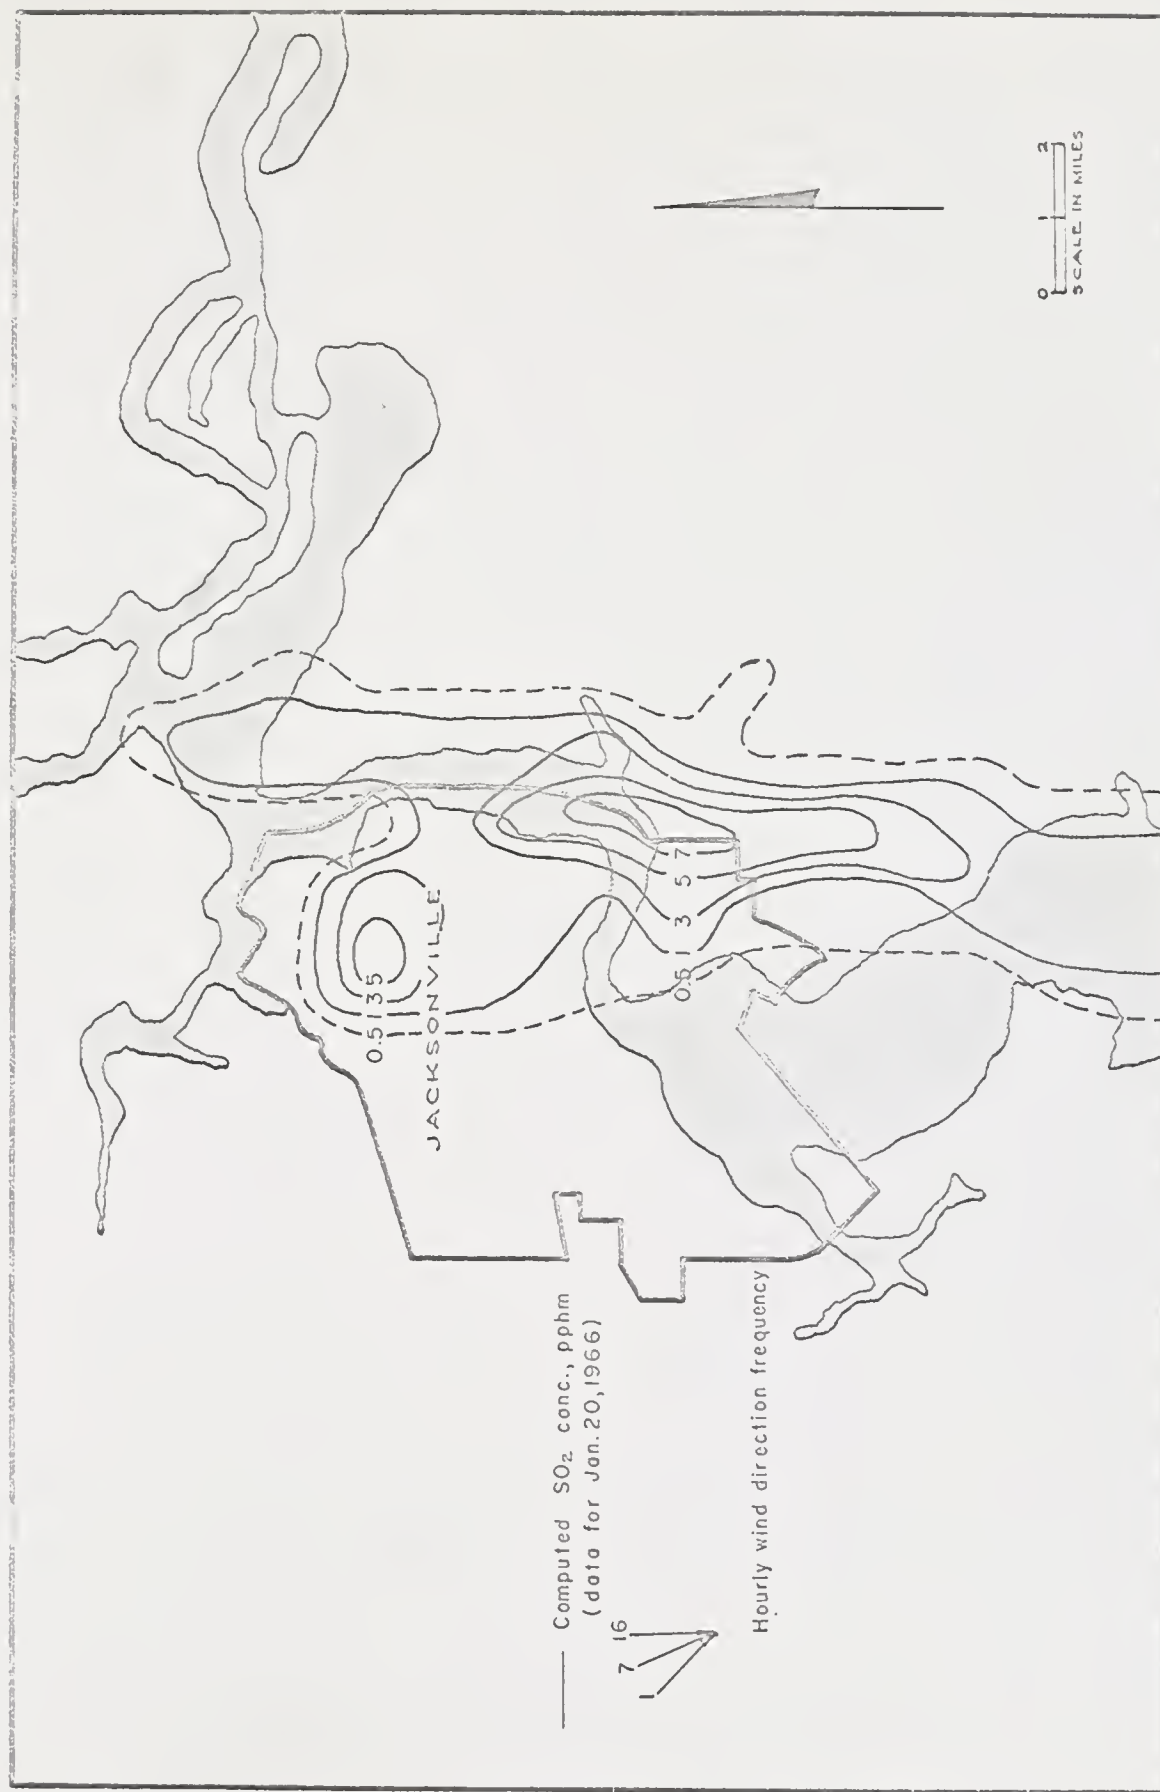 0.5 1 3 5
JACKSONVILLE
7
5
3
1
0.5
0 1 2
SCALE IN MILES
Computed SO₂ conc., pphm
(data for Jan. 20, 1966)
1 7 16
Hourly wind direction frequency